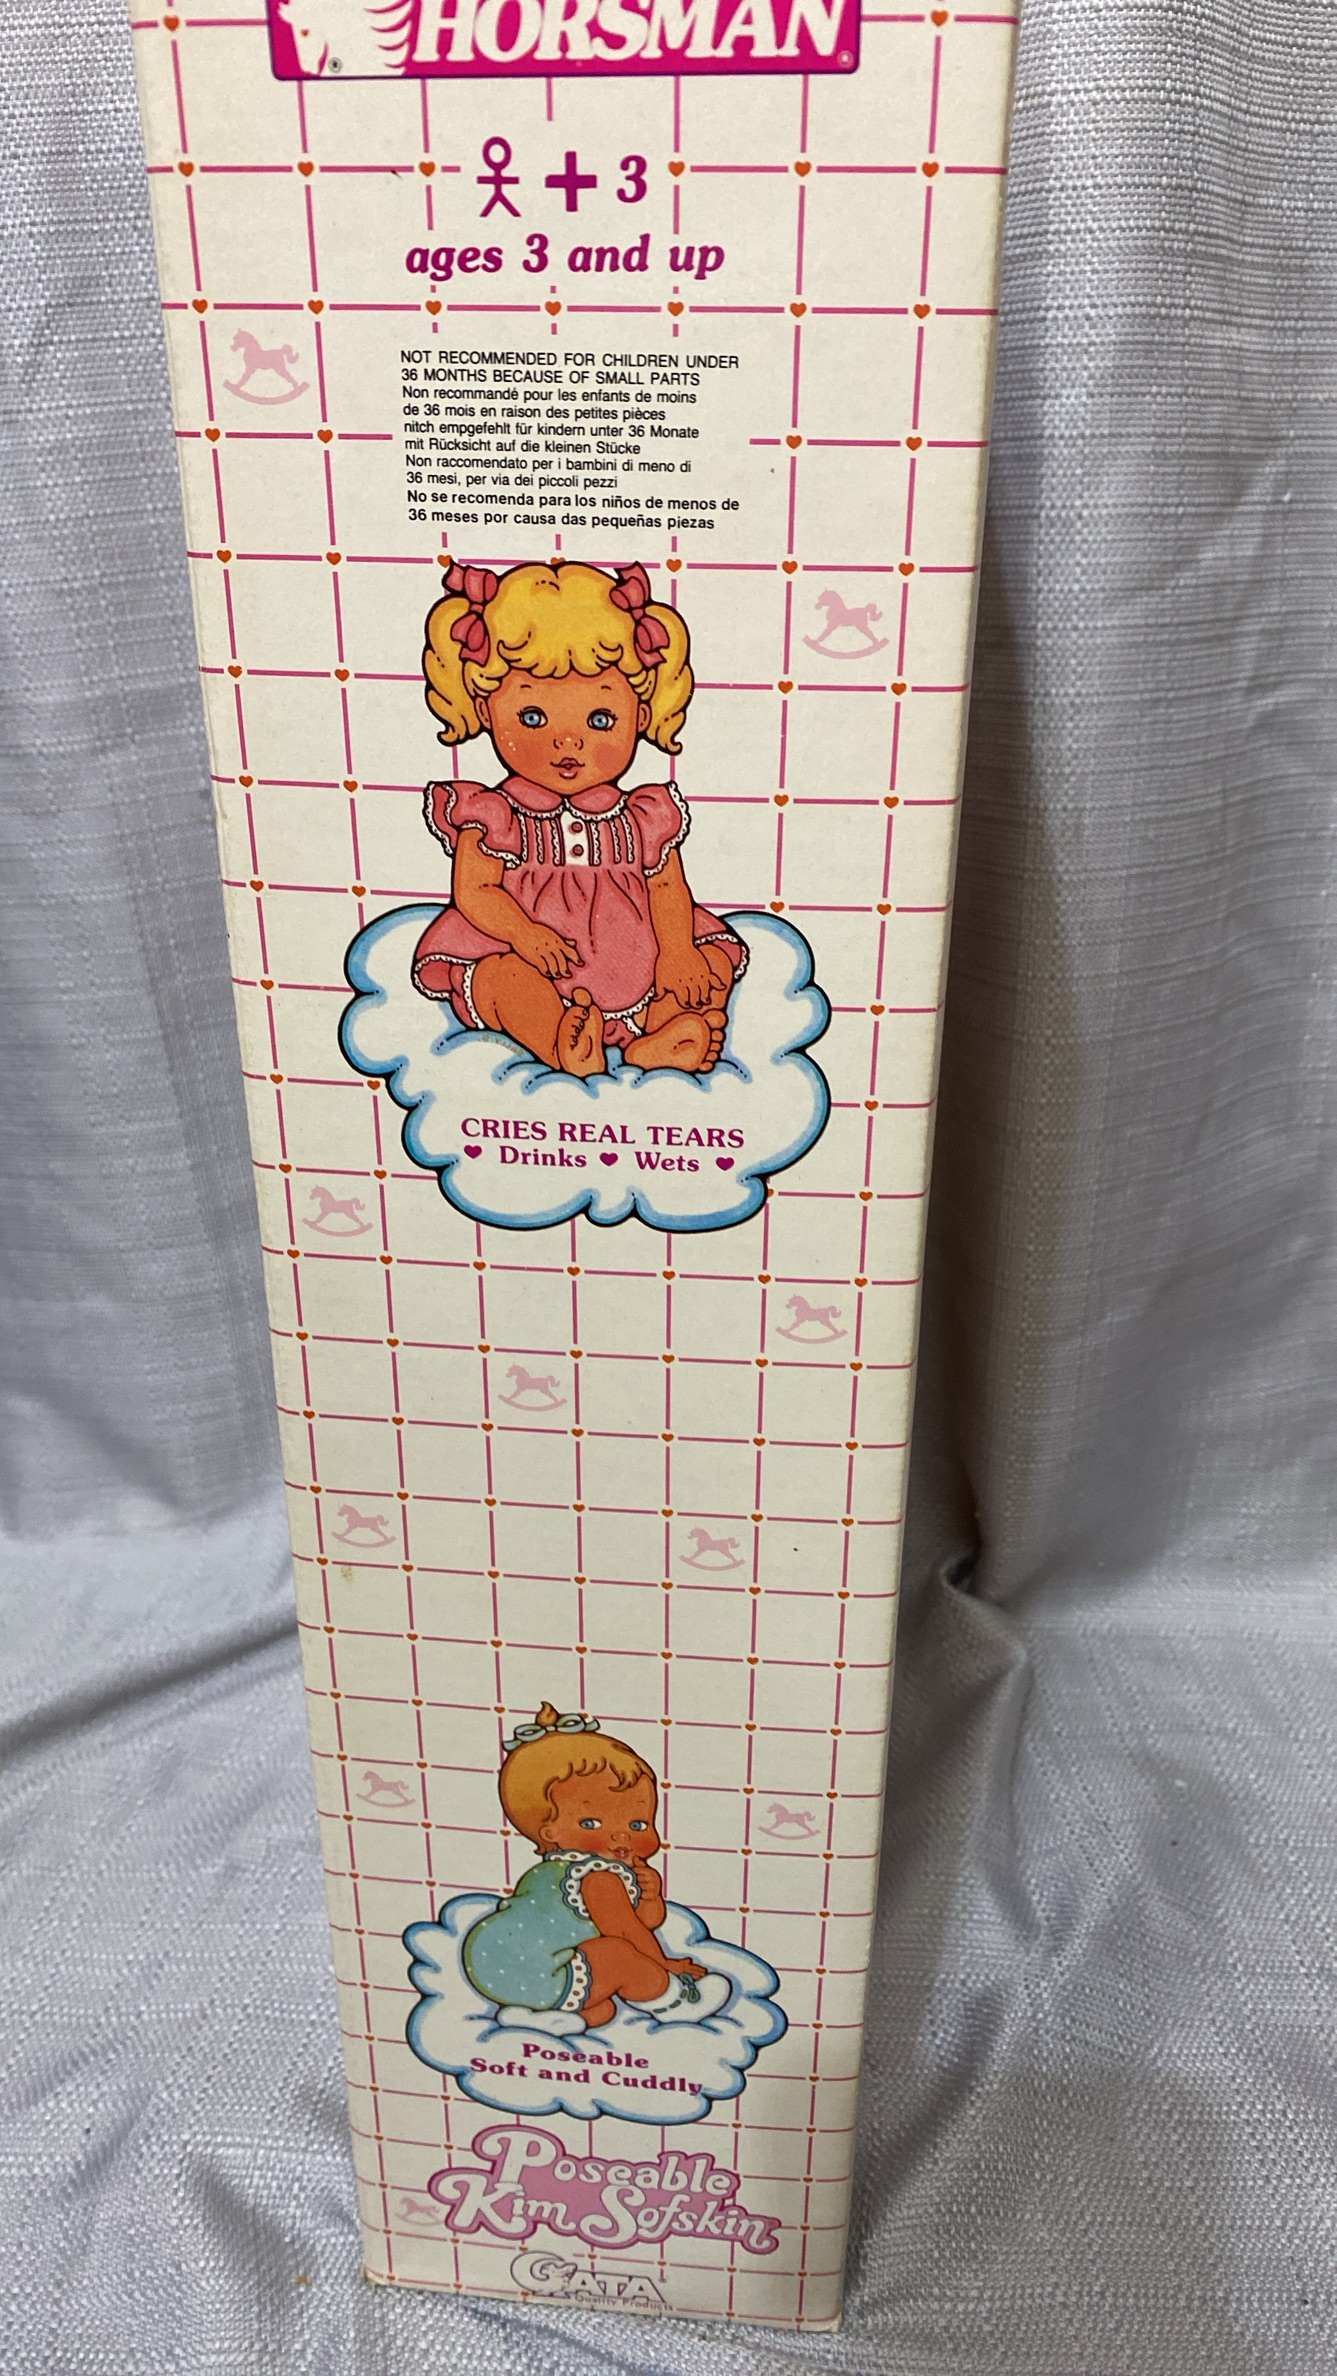 HORSMAN
®
®
+ 3
ages 3 and up
NOT RECOMMENDED FOR CHILDREN UNDER
36 MONTHS BECAUSE OF SMALL PARTS
Non recommandé pour les enfants de moins
de 36 mois en raison des petites pièces
nitch empgefehlt für kindern unter 36 Monate
mit Rücksicht auf die kleinen Stücke
Non raccomendato per i bambini di meno di
36 mesi, per via dei piccoli pezzi
No se recomenda para los niños de menos de
36 meses por causa das pequeñas piezas
CRIES REAL TEARS
♥ Drinks ♥ Wets ♥
Poseable
Soft and Cuddly
Poseable
Kim Sofskin
GATA
Quality Products